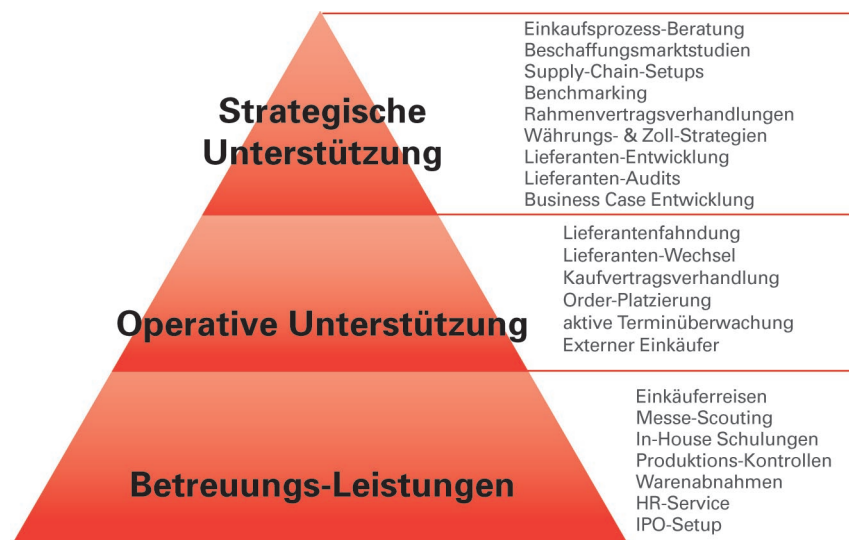 Strategische
Unterstützung
Einkaufsprozess-Beratung
Beschaffungsmarktstudien
Supply-Chain-Setups
Benchmarking
Rahmenvertragsverhandlungen
Währungs- & Zoll-Strategien
Lieferanten-Entwicklung
Lieferanten-Audits
Business Case Entwicklung
Operative Unterstützung
Lieferantenfahndung
Lieferanten-Wechsel
Kaufvertragsverhandlung
Order-Platzierung
aktive Terminüberwachung
Externer Einkäufer
Betreuungs-Leistungen
Einkäuferreisen
Messe-Scouting
In-House Schulungen
Produktions-Kontrollen
Warenabnahmen
HR-Service
IPO-Setup